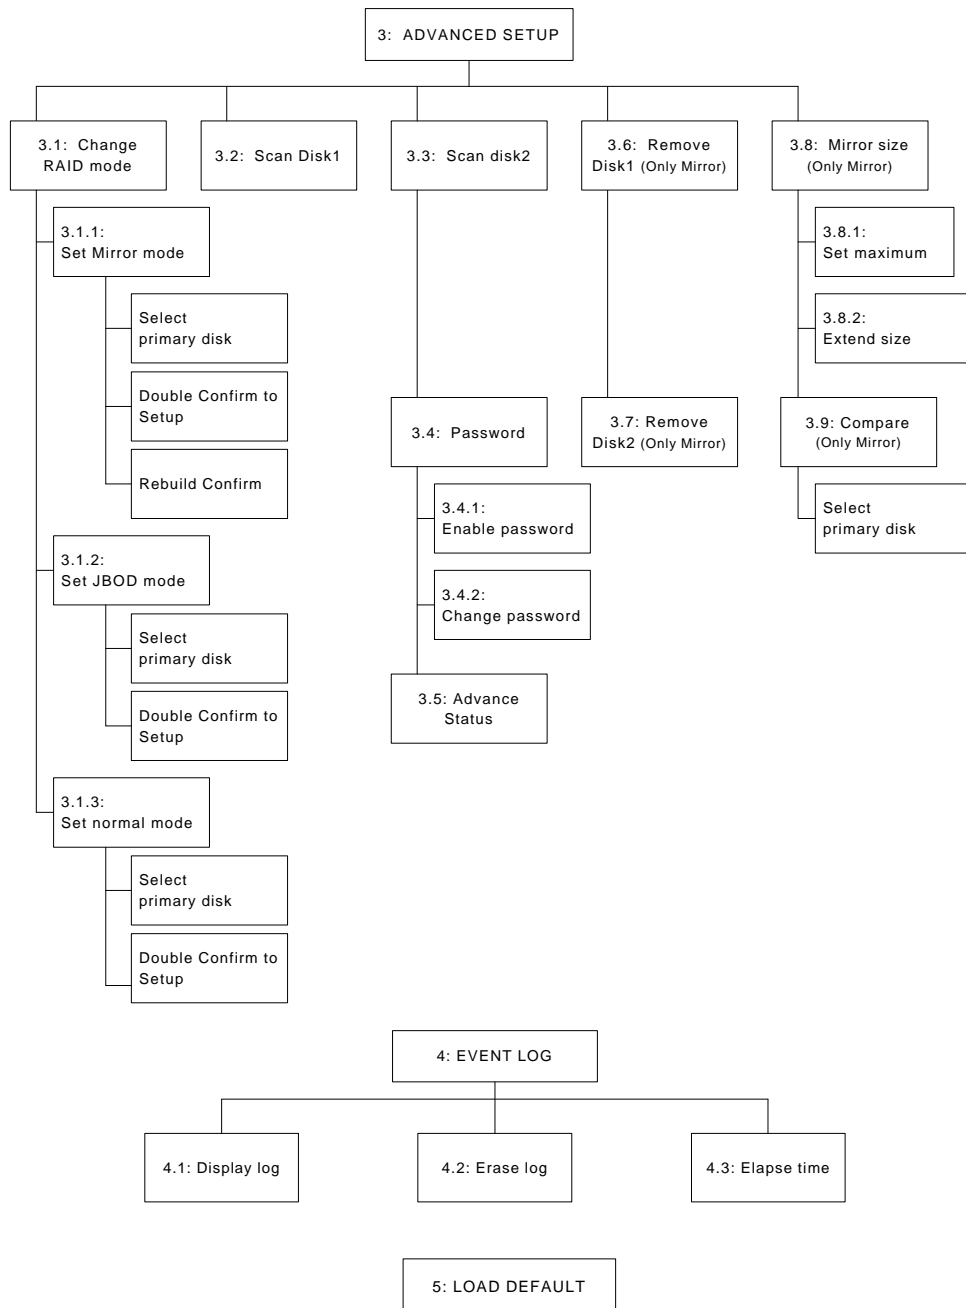 3: ADVANCED SETUP
3.1: Change
RAID mode
3.2: Scan Disk1
3.3: Scan disk2
3.6: Remove
Disk1 (Only Mirror)
3.8: Mirror size
(Only Mirror)
3.1.1:
Set Mirror mode
Select
primary disk
Double Confirm to
Setup
Rebuild Confirm
3.1.2:
Set JBOD mode
Select
primary disk
Double Confirm to
Setup
3.1.3:
Set normal mode
Select
primary disk
Double Confirm to
Setup
3.4: Password
3.4.1:
Enable password
3.4.2:
Change password
3.5: Advance
Status
3.7: Remove
Disk2 (Only Mirror)
3.8.1:
Set maximum
3.8.2:
Extend size
3.9: Compare
(Only Mirror)
Select
primary disk
4: EVENT LOG
4.1: Display log
4.2: Erase log
4.3: Elapse time
5: LOAD DEFAULT